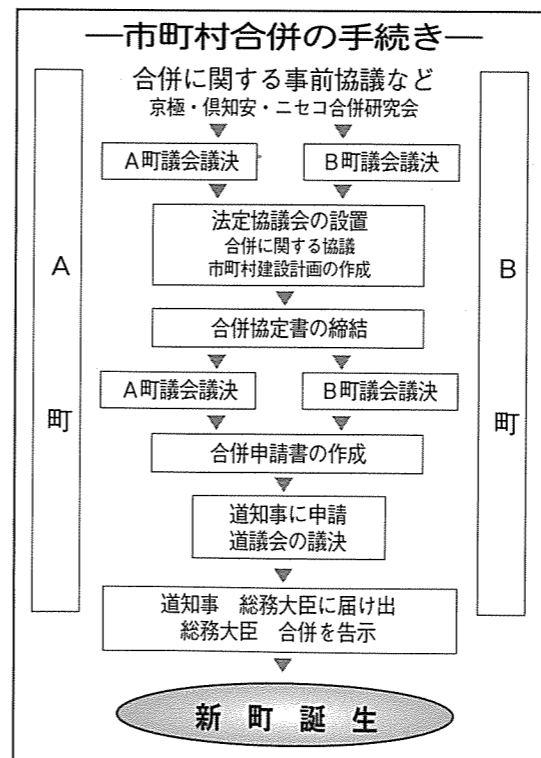 ―市町村合併の手続き―
合併に関する事前協議など
京極・倶知安・ニセコ合併研究会
A町議会議決
B町議会議決
法定協議会の設置
合併に関する協議
市町村建設計画の作成
A町
B町
合併協定書の締結
A町議会議決
B町議会議決
合併申請書の作成
道知事に申請
道議会の議決
道知事　総務大臣に届け出
総務大臣　合併を告示
新町誕生